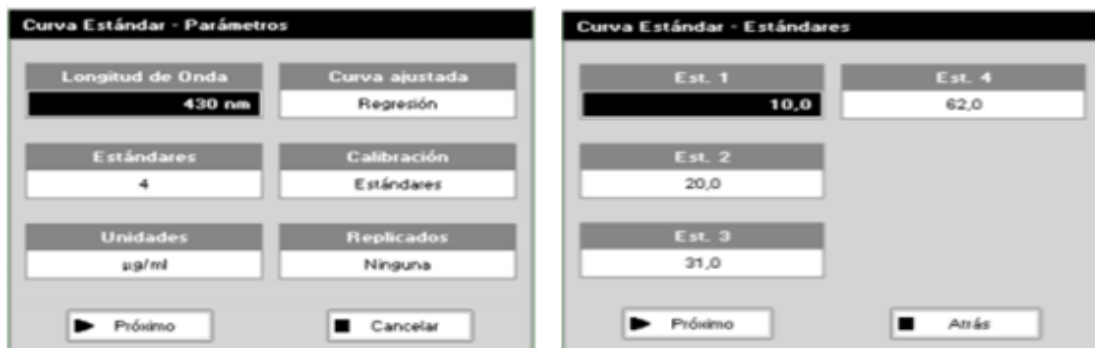 Curva Estándar - Parámetros
Longitud de Onda
430 nm
Curva ajustada
Regresión
Estándares
4
Calibración
Estándares
Unidades
µg/ml
Replicados
Ninguna
Próximo
Cancelar
Curva Estándar - Estándares
Est. 1
10,0
Est. 4
62,0
Est. 2
20,0
Est. 3
31,0
Próximo
Atrás